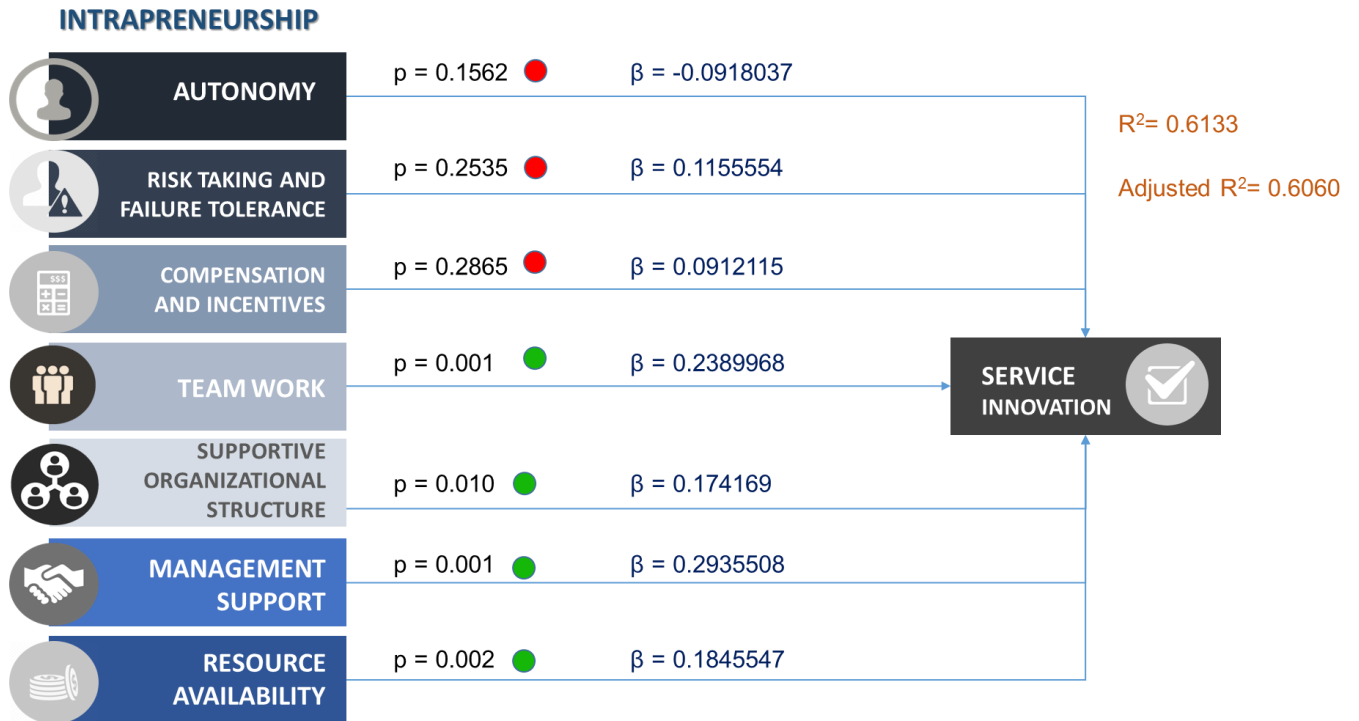 INTRAPRENEURSHIP
AUTONOMY
p = 0.1562
β = -0.0918037
R²= 0.6133
RISK TAKING AND
FAILURE TOLERANCE
p = 0.2535
β = 0.1155554
Adjusted R²= 0.6060
$$$
COMPENSATION
AND INCENTIVES
p = 0.2865
β = 0.0912115
TEAM WORK
p = 0.001
β = 0.2389968
SERVICE
INNOVATION
SUPPORTIVE
ORGANIZATIONAL
STRUCTURE
p = 0.010
β = 0.174169
MANAGEMENT
SUPPORT
p = 0.001
β = 0.2935508
RESOURCE
AVAILABILITY
p = 0.002
β = 0.1845547